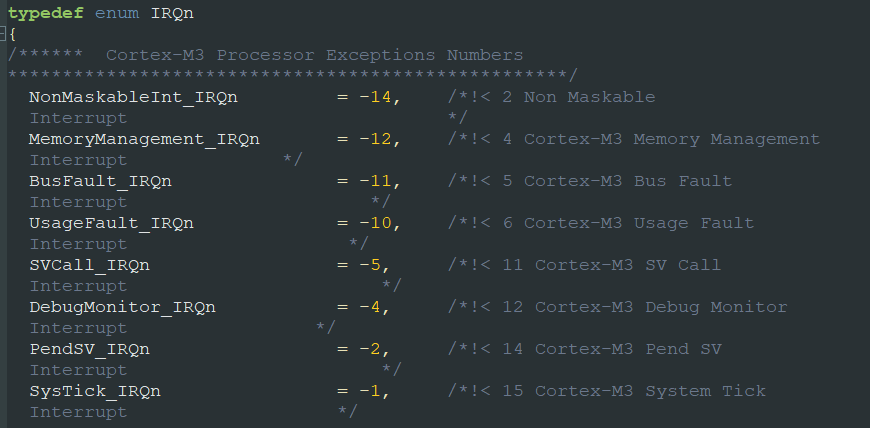 typedef enum IRQn
{
/****** Cortex-M3 Processor Exceptions Numbers
***************************************************/
NonMaskableInt_IRQn = -14, /*!< 2 Non Maskable
Interrupt */
MemoryManagement_IRQn = -12, /*!< 4 Cortex-M3 Memory Management
Interrupt */
BusFault_IRQn = -11, /*!< 5 Cortex-M3 Bus Fault
Interrupt */
UsageFault_IRQn = -10, /*!< 6 Cortex-M3 Usage Fault
Interrupt */
SVCall_IRQn = -5, /*!< 11 Cortex-M3 SV Call
Interrupt */
DebugMonitor_IRQn = -4, /*!< 12 Cortex-M3 Debug Monitor
Interrupt */
PendSV_IRQn = -2, /*!< 14 Cortex-M3 Pend SV
Interrupt */
SysTick_IRQn = -1, /*!< 15 Cortex-M3 System Tick
Interrupt */